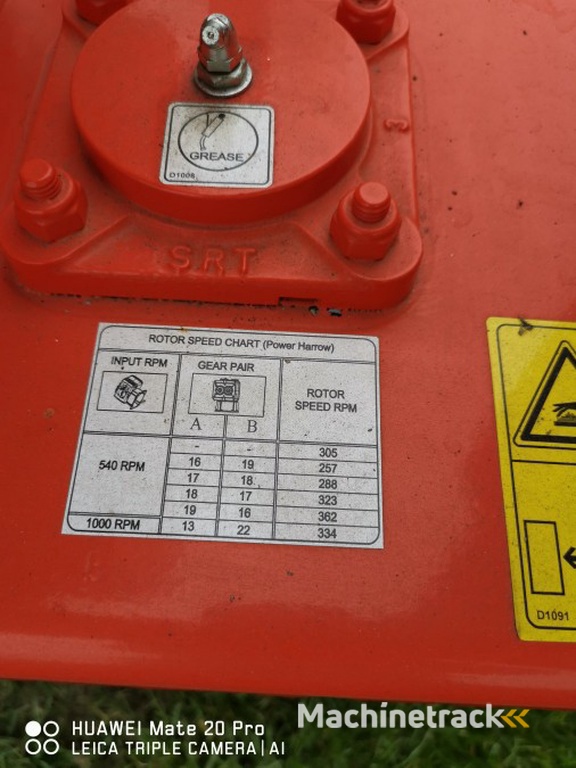 GREASE
D1008
3
SRT
ROTOR SPEED CHART (Power Harrow)
INPUT RPM GEAR PAIR ROTOR SPEED RPM
A B
540 RPM
- - 305
16 19 257
17 18 288
18 17 323
19 16 362
1000 RPM 13 22 334
D1091
HUAWEI Mate 20 Pro
LEICA TRIPLE CAMERA | AI
Machinetrack